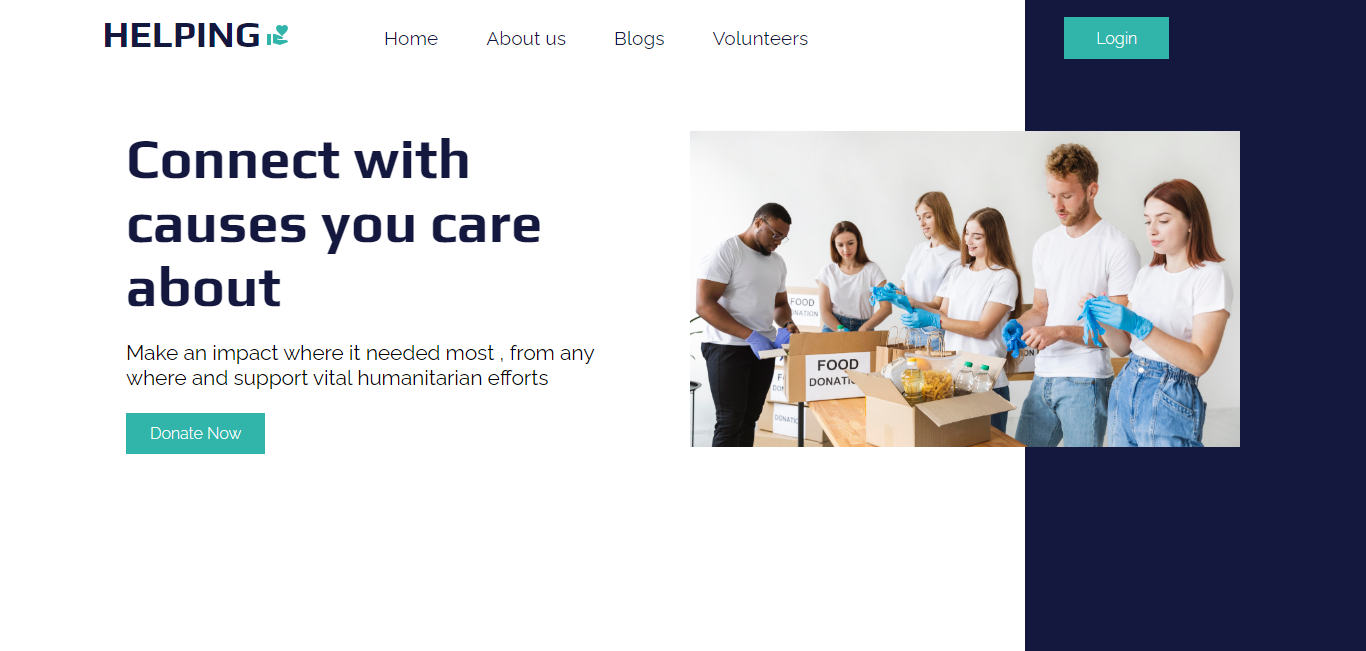 HELPING
Home About us Blogs Volunteers
Login
Connect with
causes you care
about
Make an impact where it needed most , from any
where and support vital humanitarian efforts
Donate Now
FOOD
DONATION
FOOD